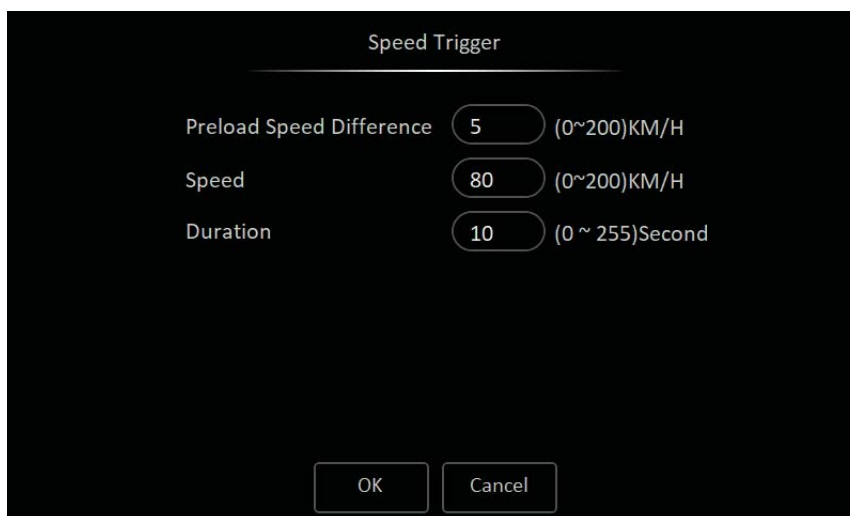 Speed Trigger
Preload Speed Difference 5 (0~200)KM/H
Speed 80 (0~200)KM/H
Duration 10 (0 ~ 255)Second
OK Cancel